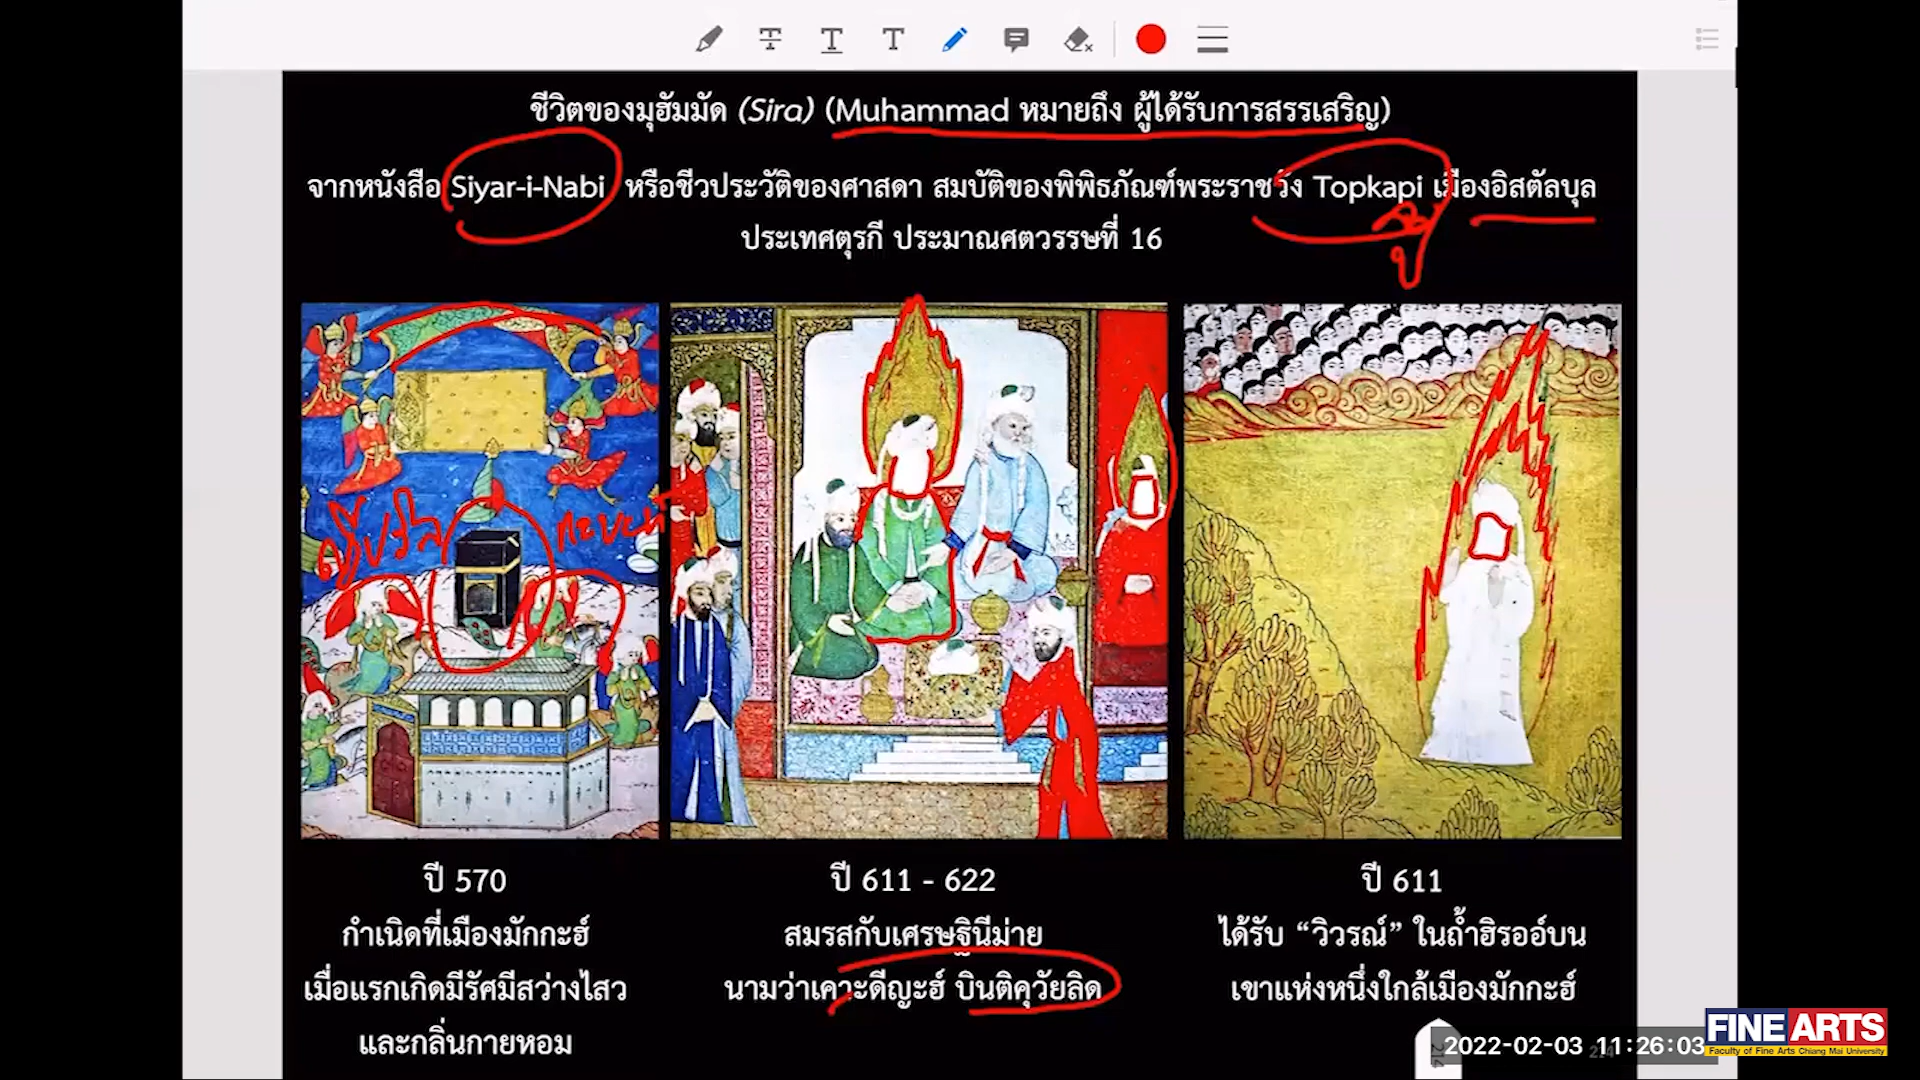 ชีวิตของมุฮัมมัด (Sira) (Muhammad หมายถึง ผู้ได้รับการสรรเสริญ)
จากหนังสือ Siyar-i-Nabi หรือชีวประวัติของศาสดา สมบัติของพิพิธภัณฑ์พระราชวัง Topkapi เมืองอิสตัลบุล
ประเทศตุรกี ประมาณศตวรรษที่ 16
ปี 570
กำเนิดที่เมืองมักกะฮ์
เมื่อแรกเกิดมีรัศมีสว่างไสว
และกลิ่นกายหอม
ปี 611 - 622
สมรสกับเศรษฐินีม่าย
นามว่าเคาะดีญะฮ์ บินติคุวัยลิด
ปี 611
ได้รับ “วิวรณ์” ในถ้ำฮิรออ์บน
เขาแห่งหนึ่งใกล้เมืองมักกะฮ์
2022-02-03 11:26:03
FINE ARTS
Faculty of Fine Arts Chiang Mai University